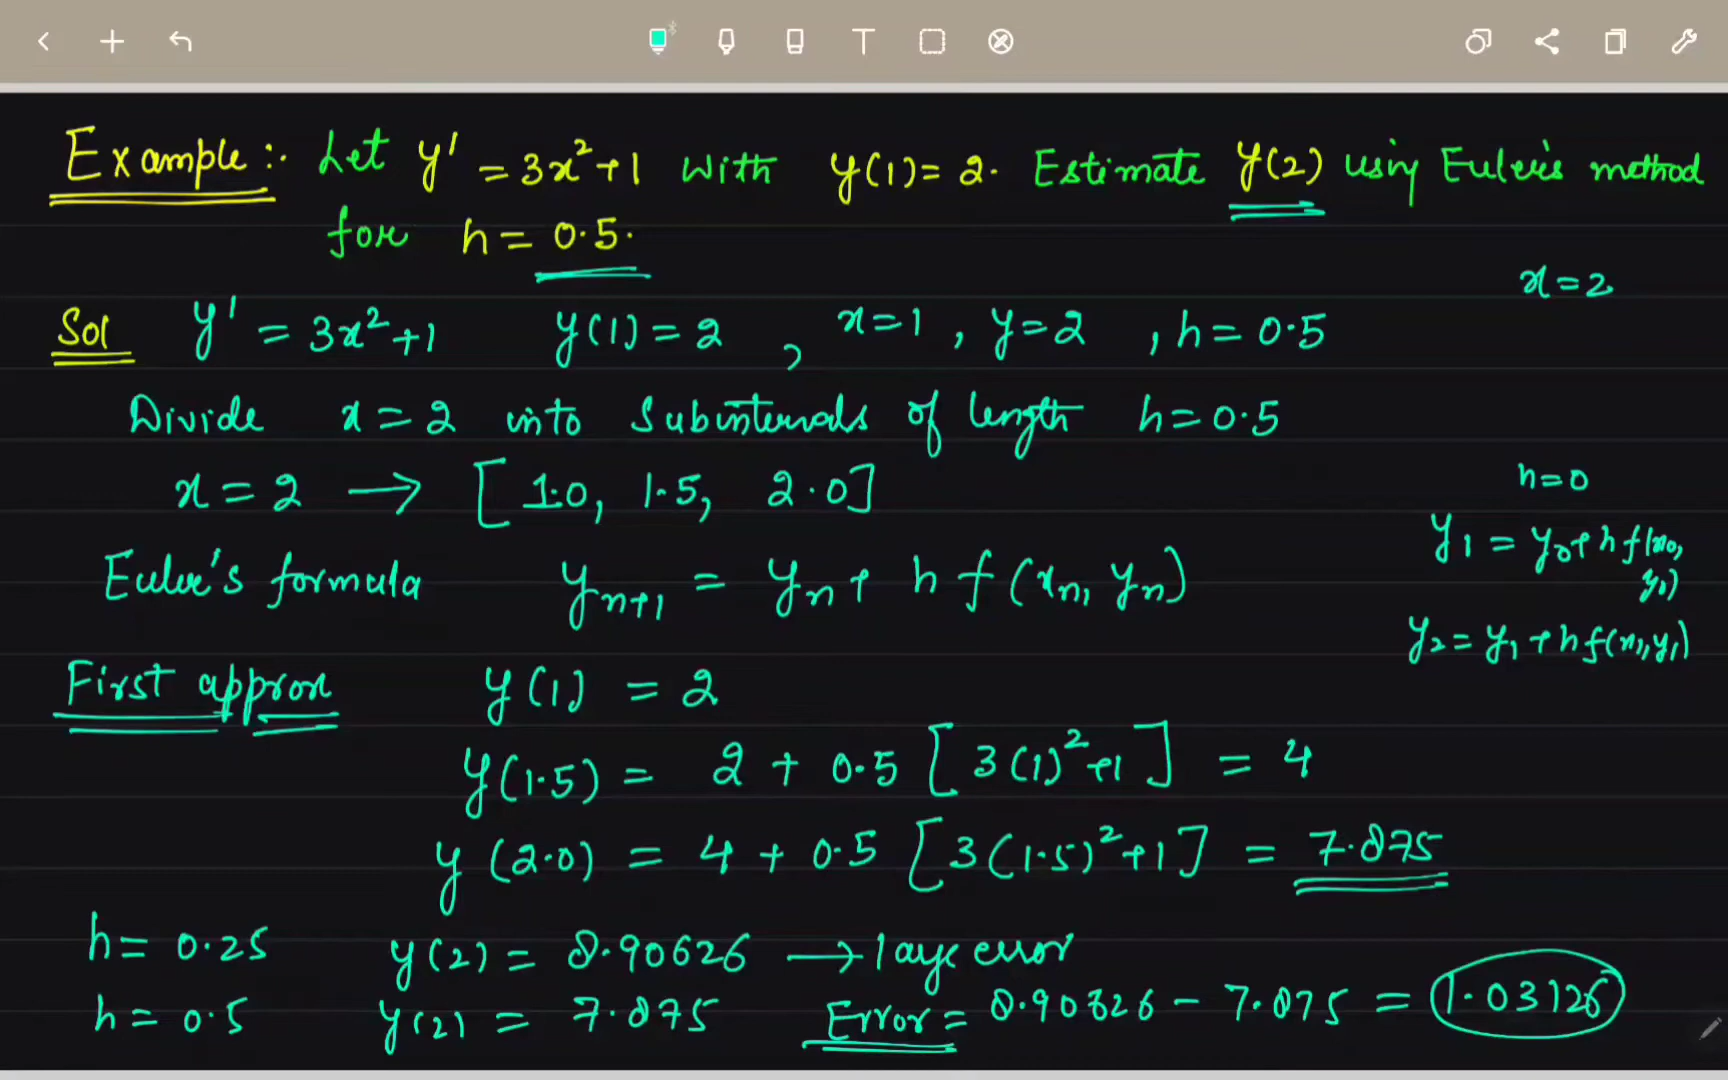 Example:- Let y' = 3x²+1 with y(1)= 2. Estimate y(2) using Euler's method
for h = 0.5.
x=2
Sol y' = 3x²+1 y(1) = 2 , x=1 , y=2 , h = 0.5
Divide x = 2 into subintervals of length h=0.5
x = 2 → [ 1.0, 1.5, 2.0]
n=0
y₁ = y₀+h f(x₀,
y₁)
Euler's formula yₙ₊₁ = yₙ + h f(xₙ, yₙ)
y₂ = y₁ + h f(x₁, y₁)
First approx y(1) = 2
y(1.5) = 2 + 0.5 [ 3(1)²+1 ] = 4
y (2.0) = 4 + 0.5 [3(1.5)²+1] = 7.875
h = 0.25 y(2) = 8.90626 → large error
h = 0.5 y(2) = 7.875 Error = 8.90626 - 7.875 = 1.03126